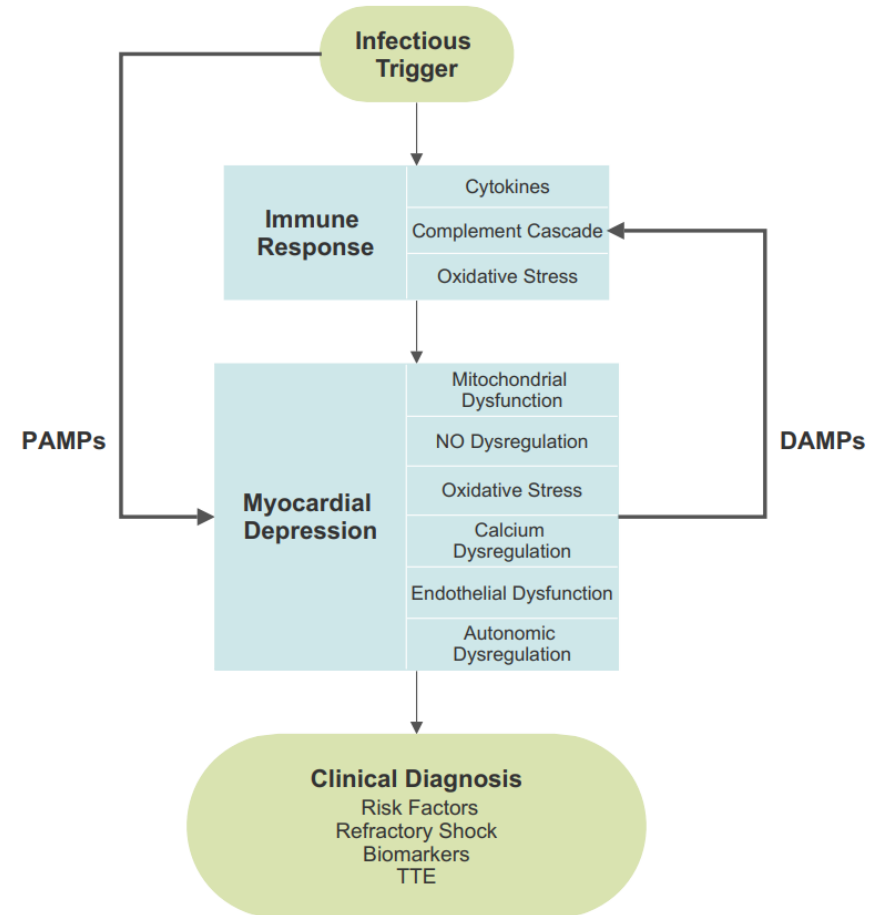 Infectious
Trigger
Immune
Response
Cytokines
Complement Cascade
Oxidative Stress
PAMPs
DAMPs
Myocardial
Depression
Mitochondrial
Dysfunction
NO Dysregulation
Oxidative Stress
Calcium
Dysregulation
Endothelial Dysfunction
Autonomic
Dysregulation
Clinical Diagnosis
Risk Factors
Refractory Shock
Biomarkers
TTE